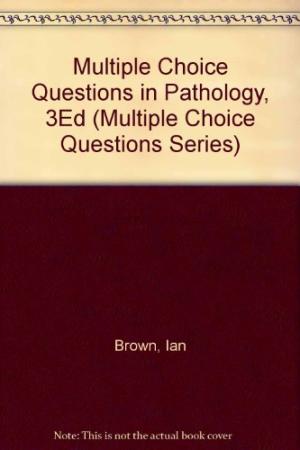 Multiple Choice
Questions in Pathology,
3Ed (Multiple Choice
Questions Series)
Brown, Ian
Note: This is not the actual book cover